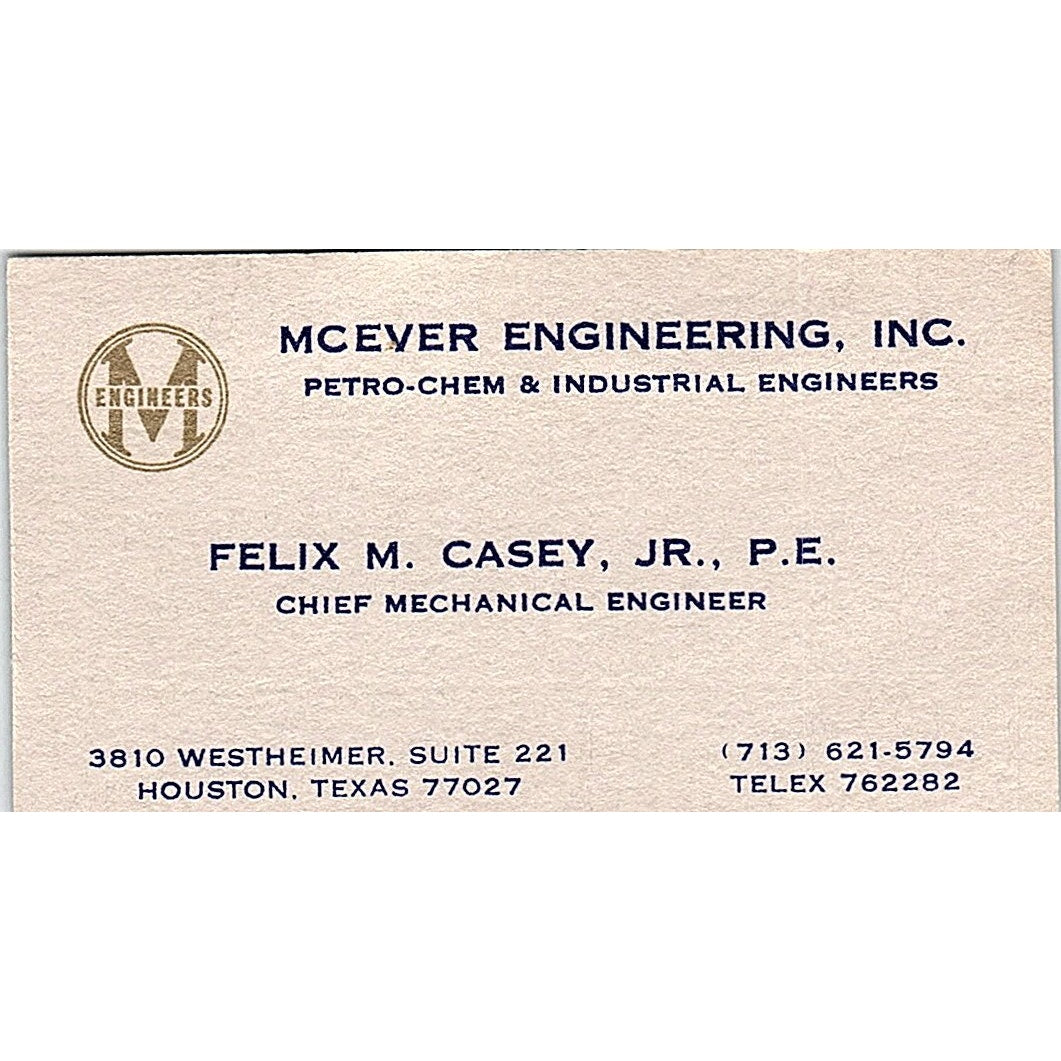 MCEVER ENGINEERING, INC.
PETRO-CHEM & INDUSTRIAL ENGINEERS
M
ENGINEERS
FELIX M. CASEY, JR., P.E.
CHIEF MECHANICAL ENGINEER
3810 WESTHEIMER, SUITE 221
HOUSTON, TEXAS 77027
(713) 621-5794
TELEX 762282